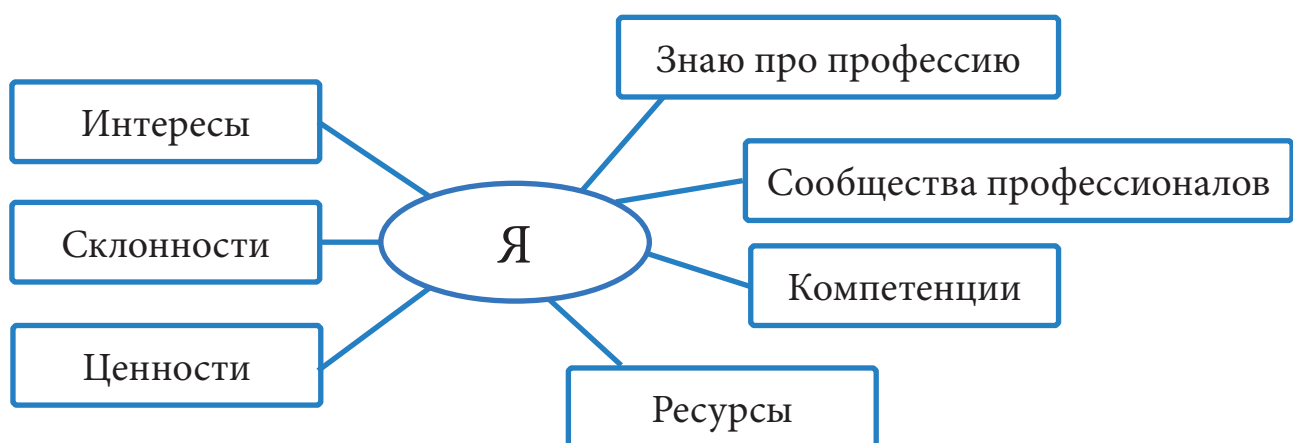 Знаю про профессию
Интересы
Сообщества профессионалов
Склонности
Я
Компетенции
Ценности
Ресурсы